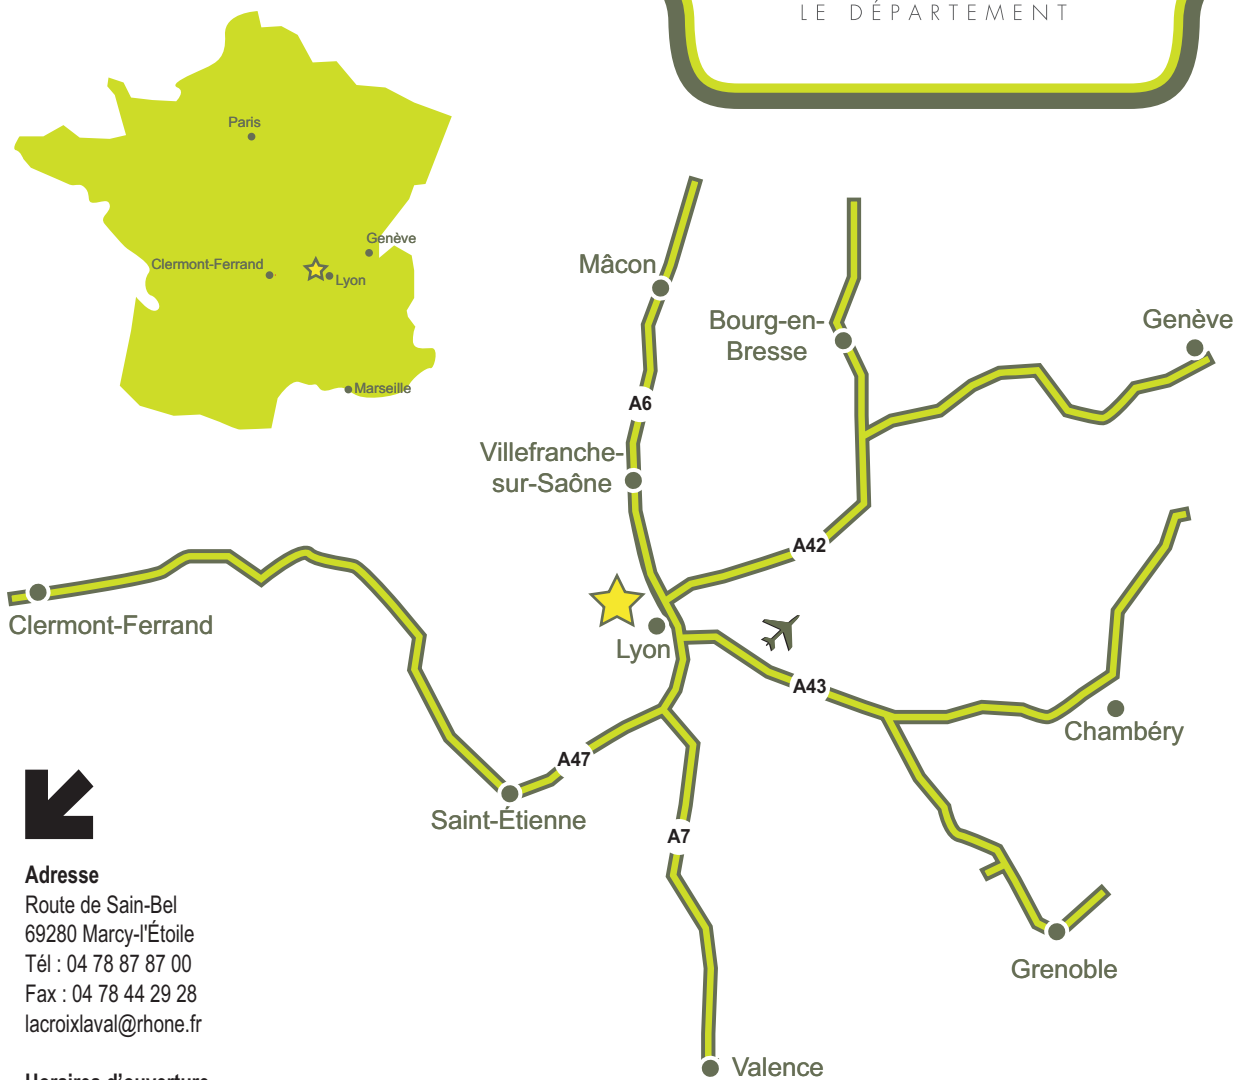 LE DÉPARTEMENT
Paris
Genève
Clermont-Ferrand
Lyon
Marseille
Mâcon
Bourg-en-
Bresse
Genève
A6
Villefranche-
sur-Saône
A42
Clermont-Ferrand
Lyon
A43
Chambéry
A47
Saint-Étienne
A7
Grenoble
Valence
Adresse
Route de Sain-Bel
69280 Marcy-l'Étoile
Tél : 04 78 87 87 00
Fax : 04 78 44 29 28
lacroixlaval@rhone.fr
Horaires d'ouverture